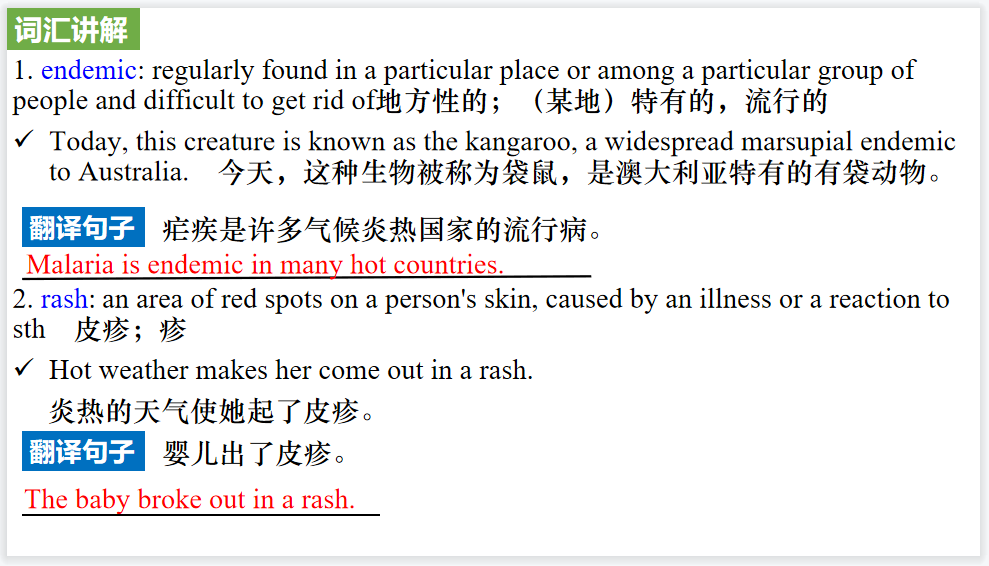 词汇讲解
1. endemic: regularly found in a particular place or among a particular group of
people and difficult to get rid of地方性的；（某地）特有的，流行的
✓ Today, this creature is known as the kangaroo, a widespread marsupial endemic
to Australia. 今天，这种生物被称为袋鼠，是澳大利亚特有的有袋动物。
翻译句子 疟疾是许多气候炎热国家的流行病。
Malaria is endemic in many hot countries.
2. rash: an area of red spots on a person's skin, caused by an illness or a reaction to
sth 皮疹；疹
✓ Hot weather makes her come out in a rash.
炎热的天气使她起了皮疹。
翻译句子 婴儿出了皮疹。
The baby broke out in a rash.